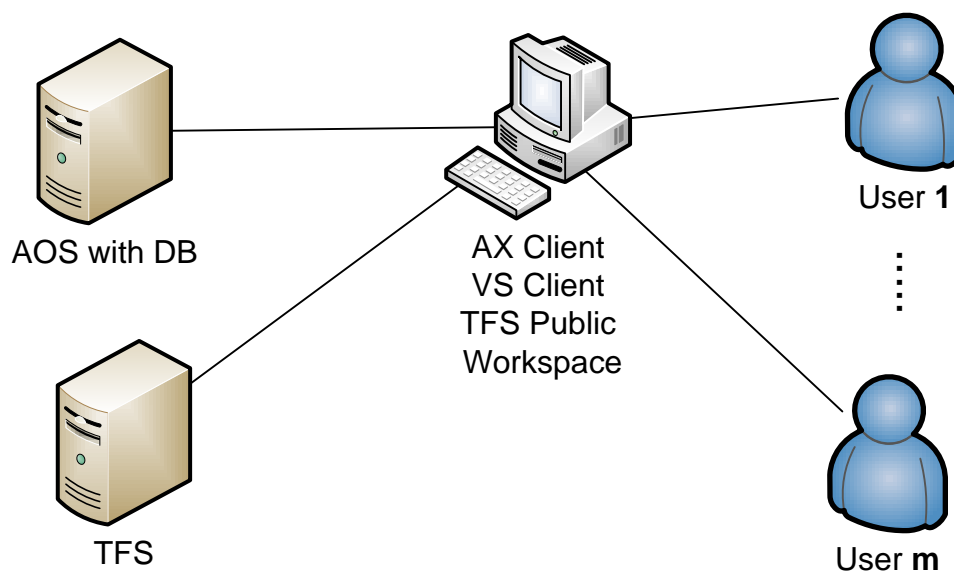 AOS with DB
TFS
AX Client
VS Client
TFS Public
Workspace
User 1
User m